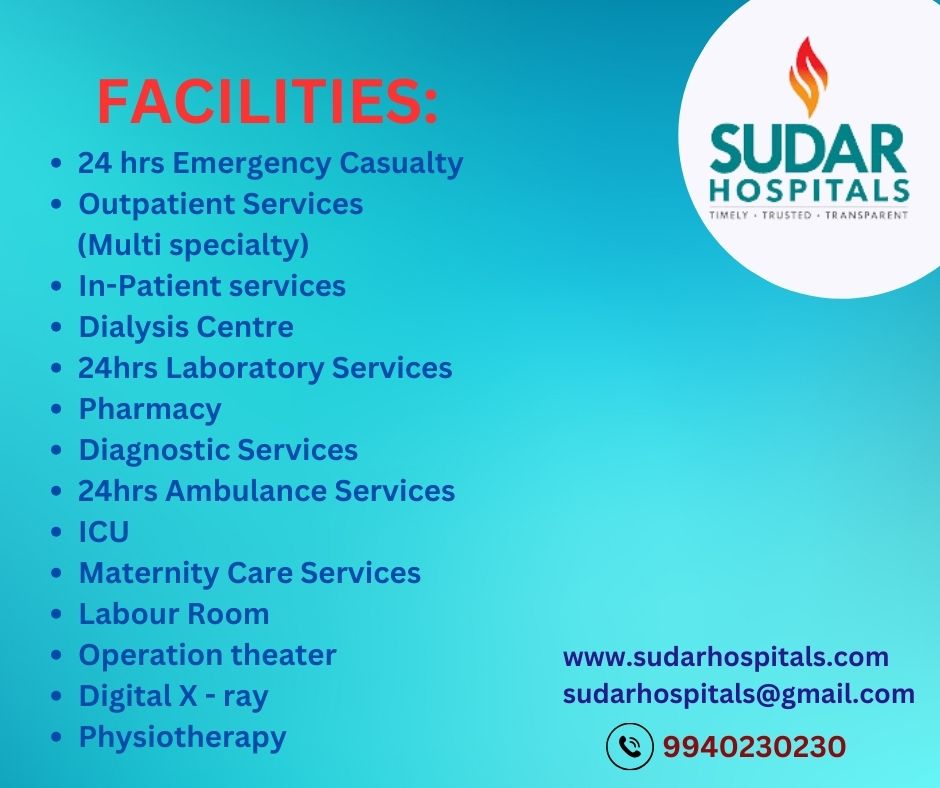 FACILITIES:
• 24 hrs Emergency Casualty
• Outpatient Services
(Multi specialty)
• In-Patient services
• Dialysis Centre
• 24hrs Laboratory Services
• Pharmacy
• Diagnostic Services
• 24hrs Ambulance Services
• ICU
• Maternity Care Services
• Labour Room
• Operation theater
• Digital X - ray
• Physiotherapy
SUDAR
HOSPITALS
TIMELY · TRUSTED · TRANSPARENT
www.sudarhospitals.com
sudarhospitals@gmail.com
9940230230